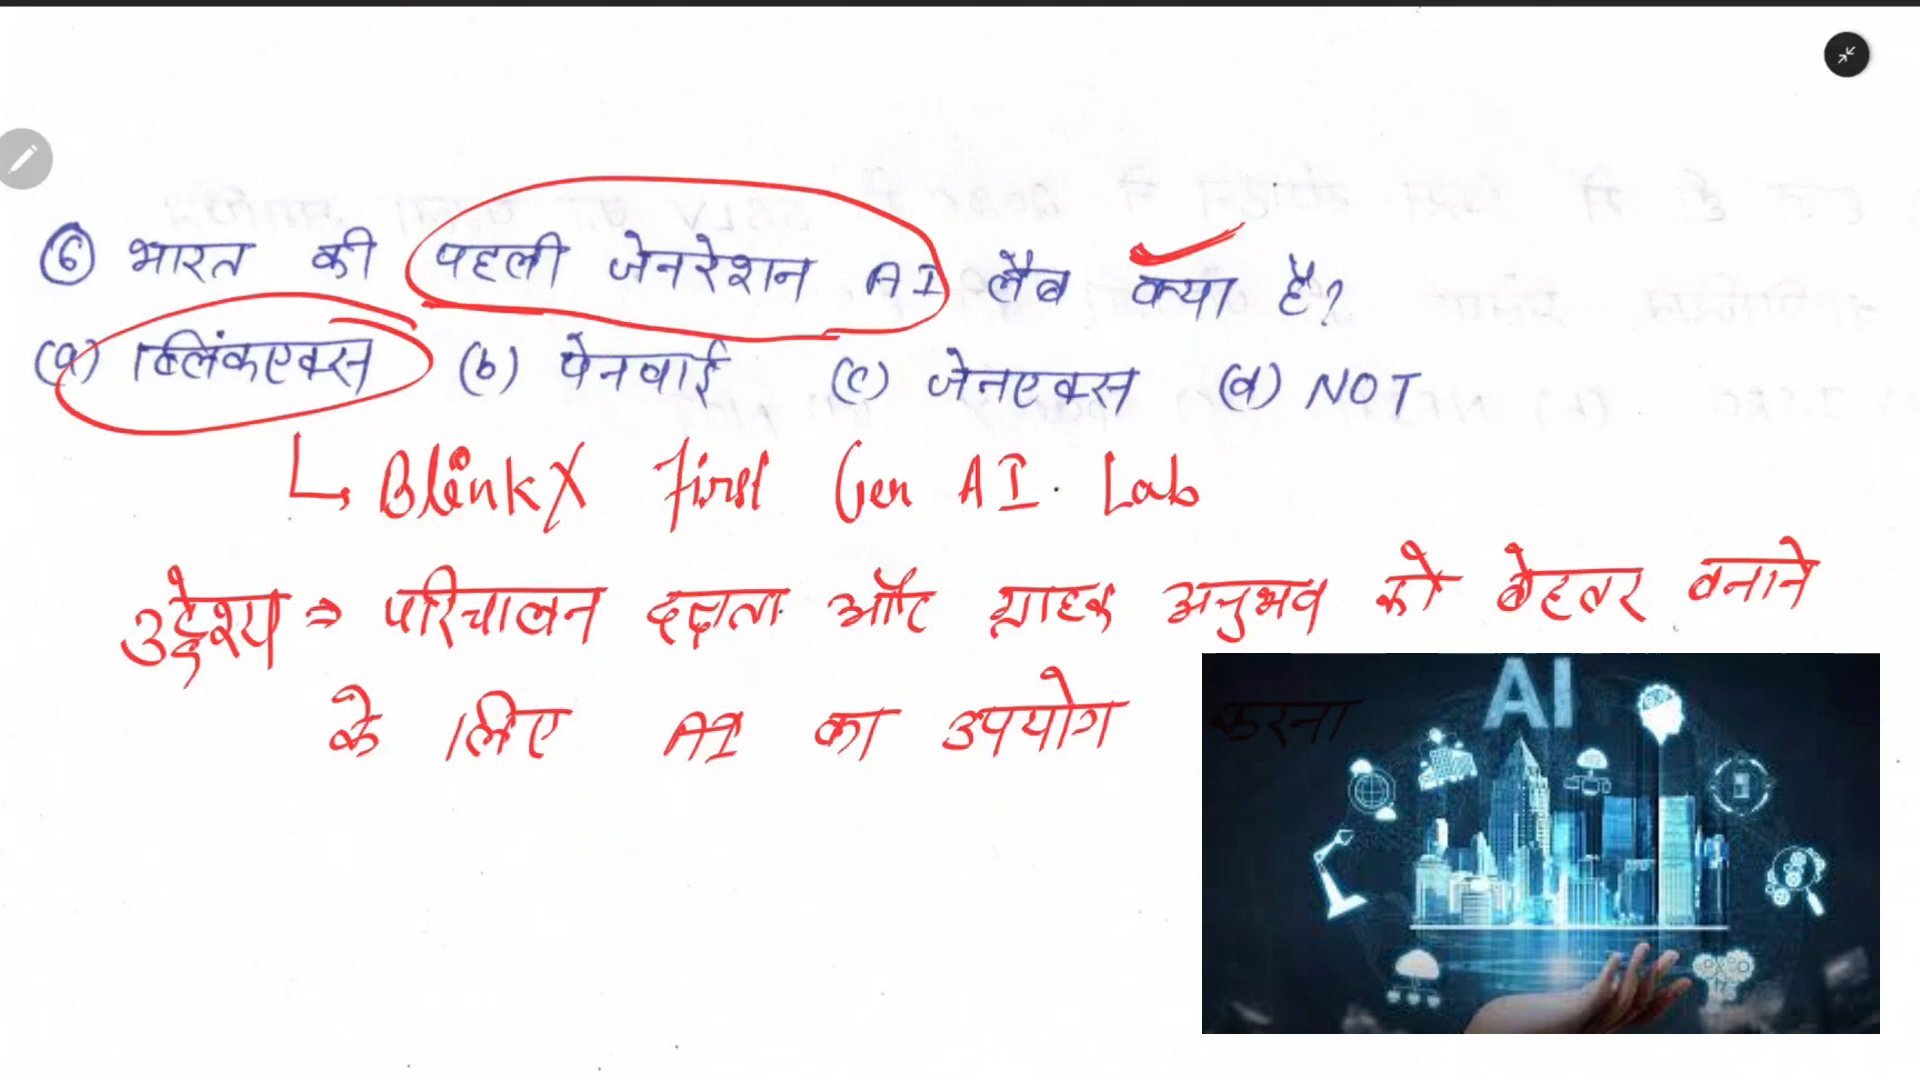 ⑥ भारत की पहली जेनरेशन AI लैब क्या है?
(a) ब्लिंकएक्स (b) पेनवाई (c) जेनएक्स (d) NOT
BlinkX First Gen AI. Lab
उद्देश्य ⇒ परिचालन दक्षता और ग्राहक अनुभव को बेहतर बनाने
के लिए AI का उपयोग करना
AI